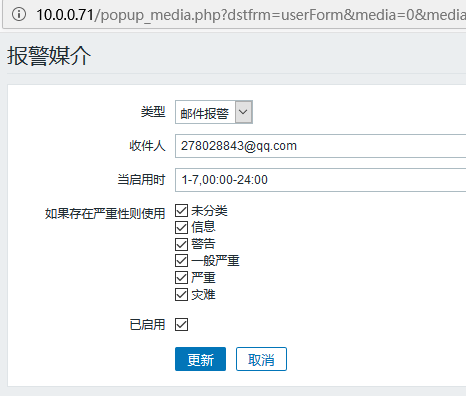 10.0.0.71/popup_media.php?dstfrm=userForm&media=0&media
报警媒介
类型 邮件报警
收件人 278028843@qq.com
当启用时 1-7,00:00-24:00
如果存在严重性则使用 未分类
信息
警告
一般严重
严重
灾难
已启用
更新 取消